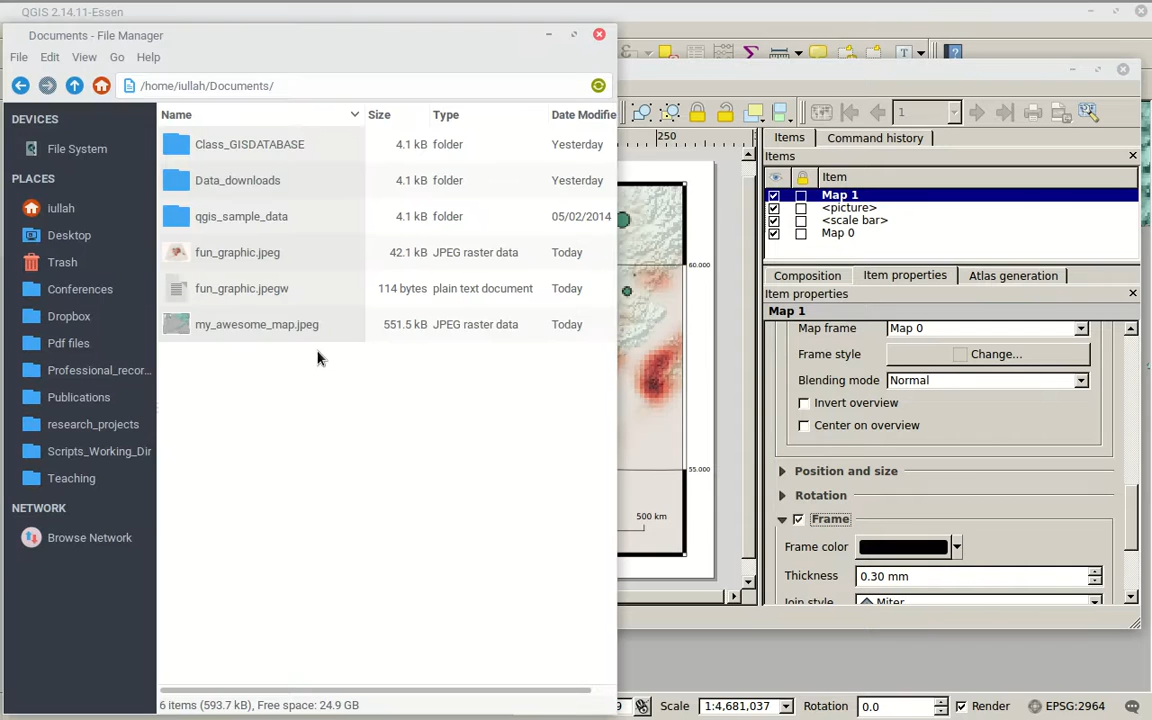 QGIS 2.14.11-Essen
Documents - File Manager
File Edit View Go Help
/home/iullah/Documents/
DEVICES
File System
PLACES
iullah
Desktop
Trash
Conferences
Dropbox
Pdf files
Professional_recor...
Publications
research_projects
Scripts_Working_Dir
Teaching
NETWORK
Browse Network
Name Size Type Date Modifie
Class_GISDATABASE 4.1 kB folder Yesterday
Data_downloads 4.1 kB folder Yesterday
qgis_sample_data 4.1 kB folder 05/02/2014
fun_graphic.jpeg 42.1 kB JPEG raster data Today
fun_graphic.jpegw 114 bytes plain text document Today
my_awesome_map.jpeg 551.5 kB JPEG raster data Today
6 items (593.7 kB), Free space: 24.9 GB
1
250
60.000
55.000
500 km
Items Command history
Items
Item
Map 1
<picture>
<scale bar>
Map 0
Composition Item properties Atlas generation
Item properties
Map 1
Map frame Map 0
Frame style Change...
Blending mode Normal
Invert overview
Center on overview
Position and size
Rotation
Frame
Frame color
Thickness 0.30 mm
Join style Miter
9 Scale 1:4,681,037 Rotation 0.0 Render EPSG:2964